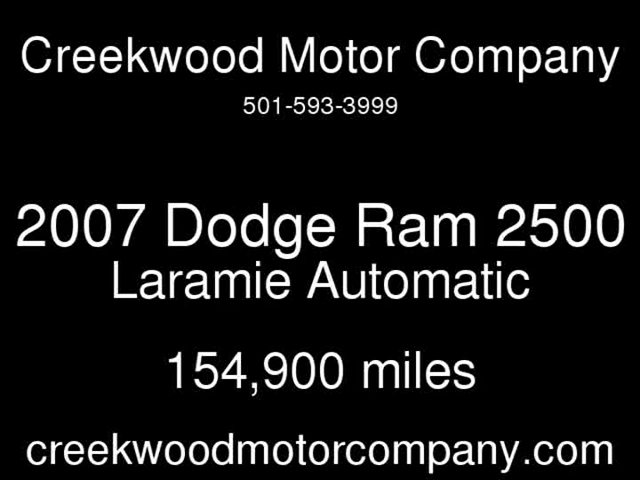 Creekwood Motor Company
501-593-3999
2007 Dodge Ram 2500
Laramie Automatic
154,900 miles
creekwoodmotorcompany.com